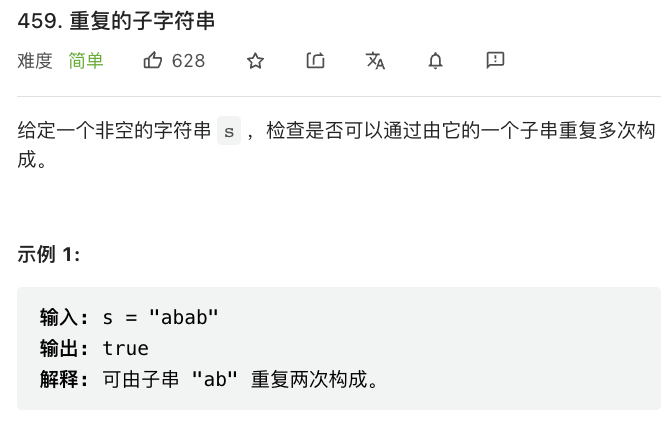 459. 重复的子字符串
难度 简单 628
给定一个非空的字符串 s ，检查是否可以通过由它的一个子串重复多次构
成。
示例 1:
输入: s = "abab"
输出: true
解释: 可由子串 "ab" 重复两次构成。